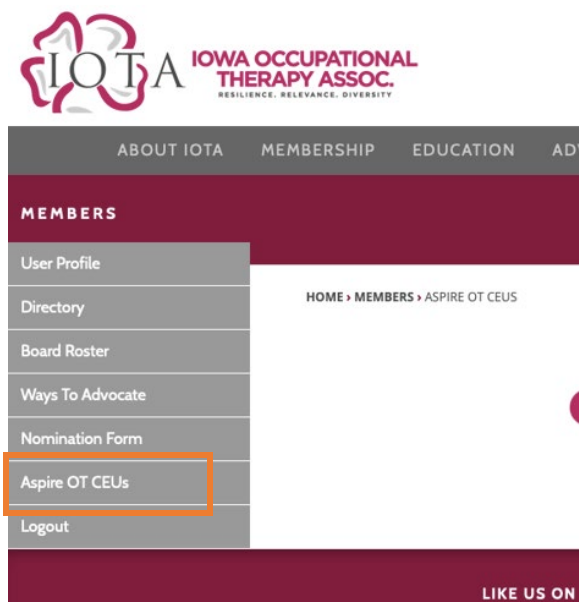 IOTA
IOWA OCCUPATIONAL
THERAPY ASSOC.
RESILIENCE. RELEVANCE. DIVERSITY
ABOUT IOTA MEMBERSHIP EDUCATION AD
MEMBERS
User Profile
HOME › MEMBERS › ASPIRE OT CEUS
Directory
Board Roster
Ways To Advocate
Nomination Form
Aspire OT CEUs
Logout
LIKE US ON